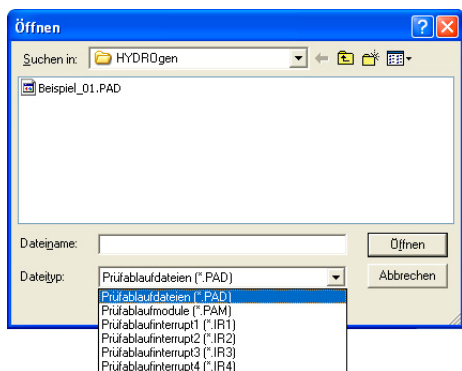 Öffnen
Suchen in: HYDROgen
Beispiel_01.PAD
Dateiname: Öffnen
Dateityp: Prüfablaufdateien (*.PAD) Abbrechen
Prüfablaufdateien (*.PAD)
Prüfablaufmodule (*.PAM)
Prüfablaufinterrupt1 (*.IR1)
Prüfablaufinterrupt2 (*.IR2)
Prüfablaufinterrupt3 (*.IR3)
Prüfablaufinterrupt4 (*.IR4)